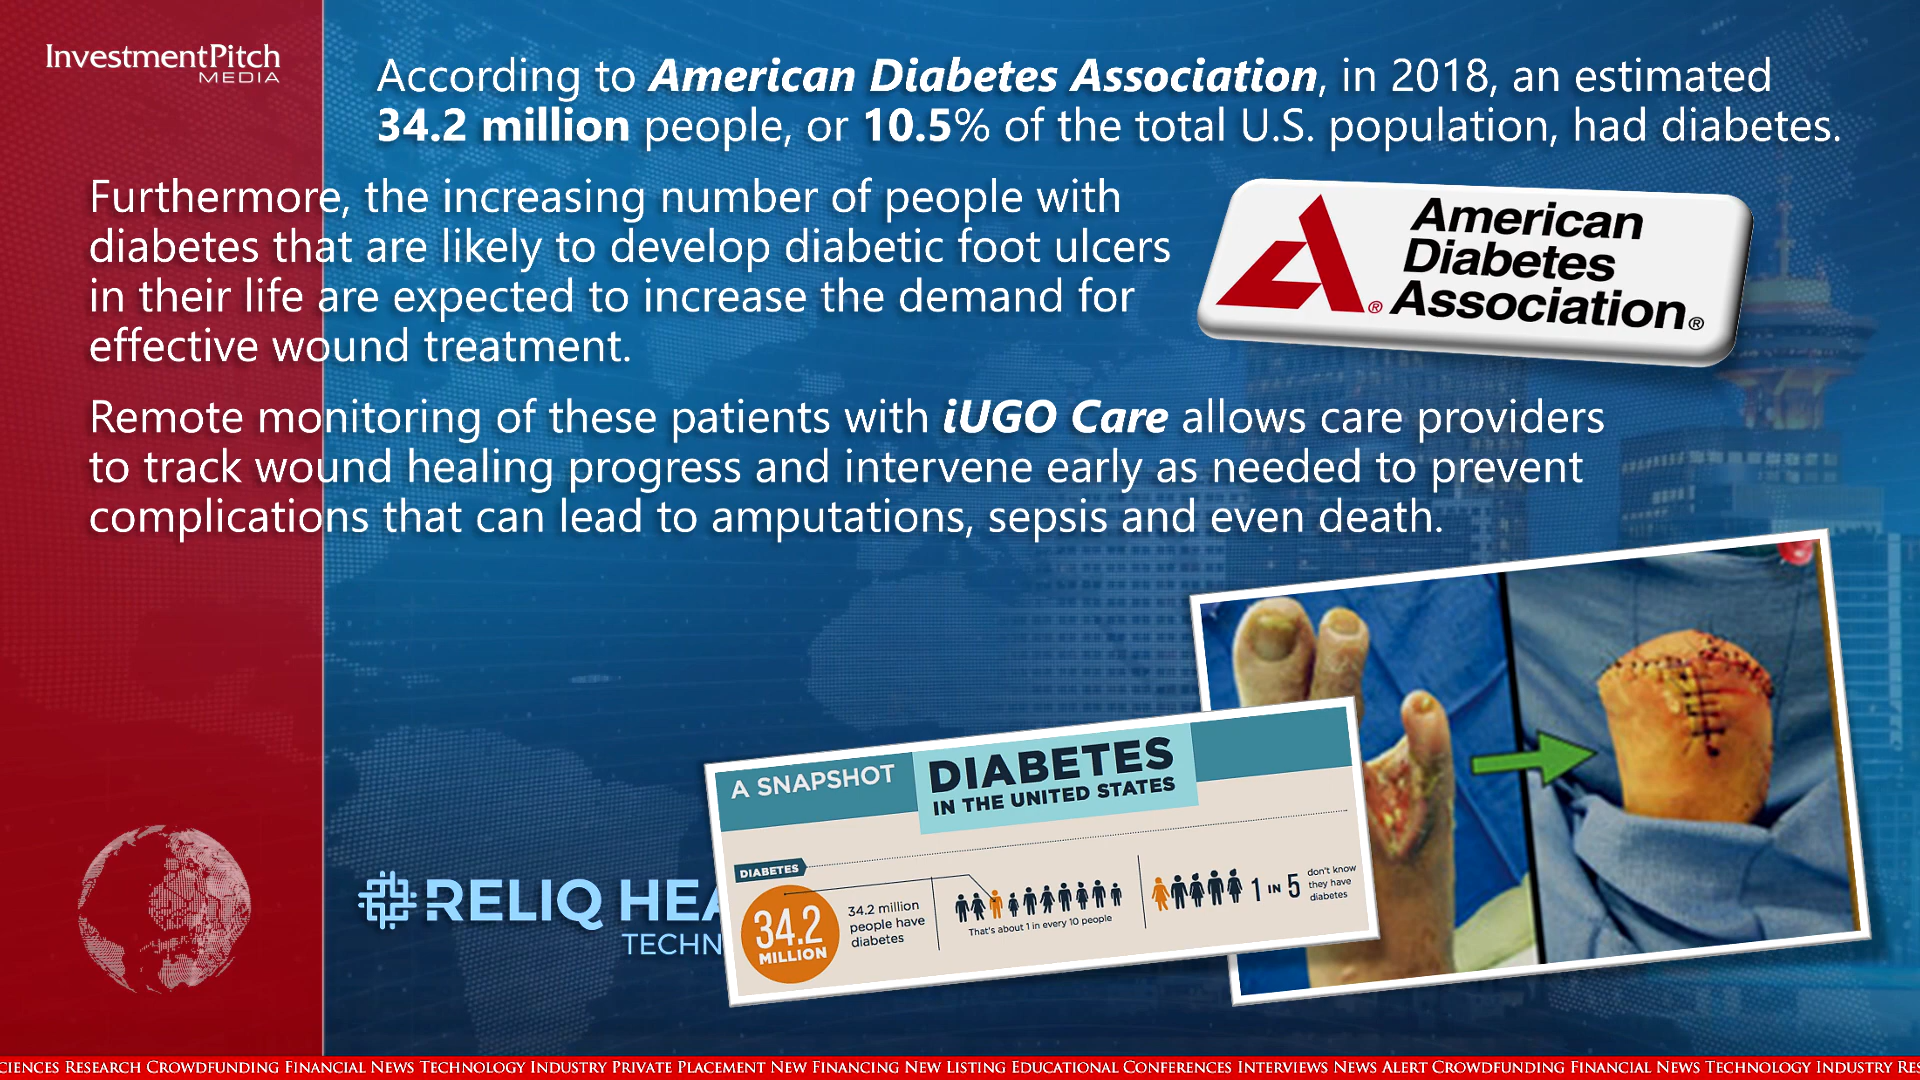 InvestmentPitch
MEDIA
According to American Diabetes Association, in 2018, an estimated
34.2 million people, or 10.5% of the total U.S. population, had diabetes.
Furthermore, the increasing number of people with
diabetes that are likely to develop diabetic foot ulcers
in their life are expected to increase the demand for
effective wound treatment.
American
Diabetes
Association®
Remote monitoring of these patients with iUGO Care allows care providers
to track wound healing progress and intervene early as needed to prevent
complications that can lead to amputations, sepsis and even death.
A SNAPSHOT
DIABETES
IN THE UNITED STATES
DIABETES
34.2
MILLION
34.2 million
people have
diabetes
That's about 1 in every 10 people
1 IN 5
don't know
they have
diabetes
RELIQ HEA
TECHN
CIENCES RESEARCH CROWDFUNDING FINANCIAL NEWS TECHNOLOGY INDUSTRY PRIVATE PLACEMENT NEW FINANCING NEW LISTING EDUCATIONAL CONFERENCES INTERVIEWS NEWS ALERT CROWDFUNDING FINANCIAL NEWS TECHNOLOGY INDUSTRY RES